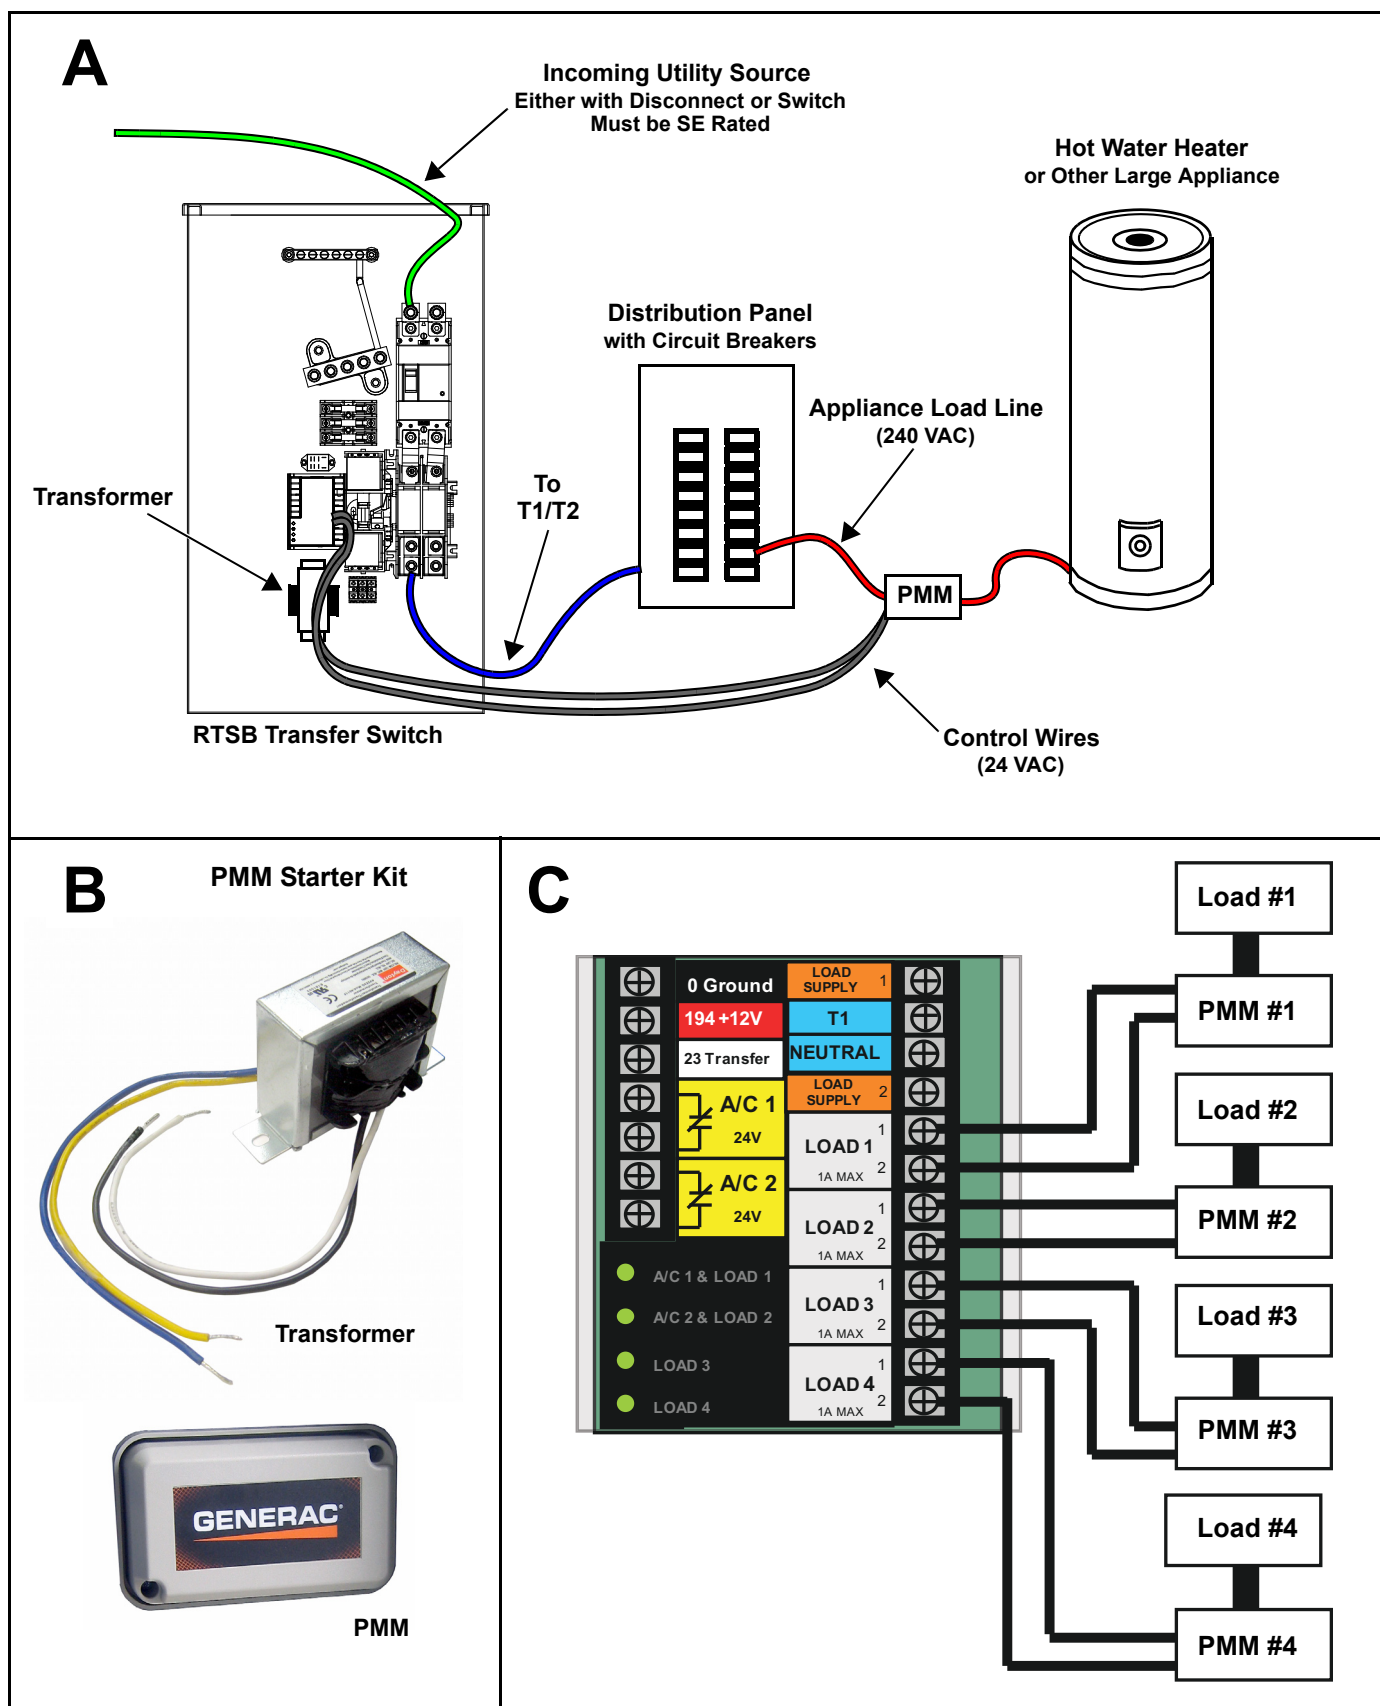 A
Incoming Utility Source
Either with Disconnect or Switch
Must be SE Rated
Hot Water Heater
or Other Large Appliance
Distribution Panel
with Circuit Breakers
Appliance Load Line
(240 VAC)
Transformer
To
T1/T2
PMM
RTSB Transfer Switch
Control Wires
(24 VAC)
B
PMM Starter Kit
Transformer
GENERAC
PMM
C
0 Ground
194 +12V
23 Transfer
A/C 1
24V
A/C 2
24V
LOAD
SUPPLY 1
T1
NEUTRAL
LOAD
SUPPLY 2
1
LOAD 1
1A MAX 2
1
LOAD 2
1A MAX 2
1
LOAD 3
1A MAX 2
1
LOAD 4
1A MAX 2
A/C 1 & LOAD 1
A/C 2 & LOAD 2
LOAD 3
LOAD 4
Load #1
PMM #1
Load #2
PMM #2
Load #3
PMM #3
Load #4
PMM #4